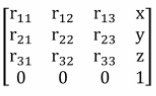 r₁₁ r₁₂ r₁₃ x
r₂₁ r₂₂ r₂₃ y
r₃₁ r₃₂ r₃₃ z
0 0 0 1